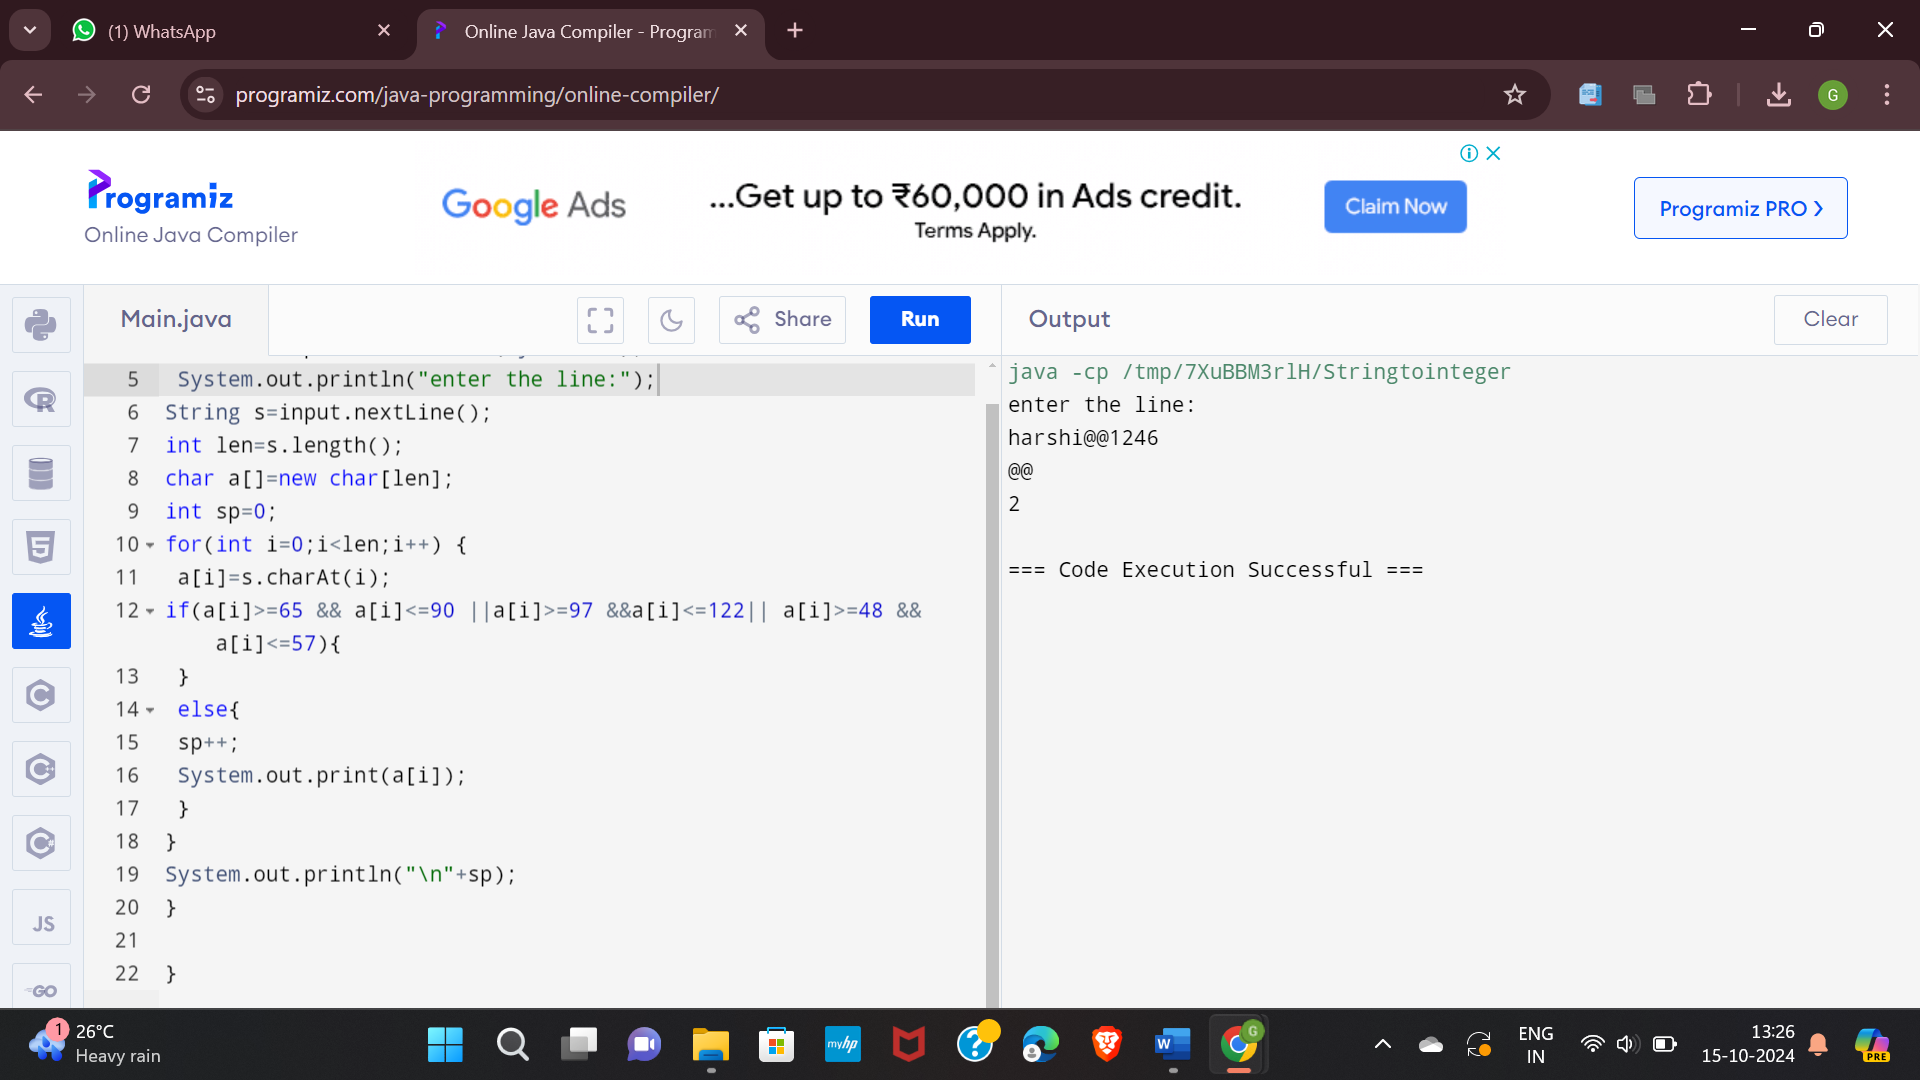 (1) WhatsApp
Online Java Compiler - Program
programiz.com/java-programming/online-compiler/
G
Programiz
Online Java Compiler
Google Ads
...Get up to ₹60,000 in Ads credit.
Terms Apply.
Claim Now
Programiz PRO
Main.java
Share
Run
Output
Clear
5 System.out.println("enter the line:");
6 String s=input.nextLine();
7 int len=s.length();
8 char a[]=new char[len];
9 int sp=0;
10 for(int i=0;i<len;i++) {
11 a[i]=s.charAt(i);
12 if(a[i]>=65 && a[i]<=90 ||a[i]>=97 &&a[i]<=122|| a[i]>=48 &&
a[i]<=57){
13 }
14 else{
15 sp++;
16 System.out.print(a[i]);
17 }
18 }
19 System.out.println("\n"+sp);
20 }
21
22 }
java -cp /tmp/7XuBBM3rlH/Stringtointeger
enter the line:
harshi@@1246
@@
2
=== Code Execution Successful ===
R
5
C
C
C
JS
GO
1
26°C
Heavy rain
myhp
W
G
ENG
IN
13:26
15-10-2024
PRE